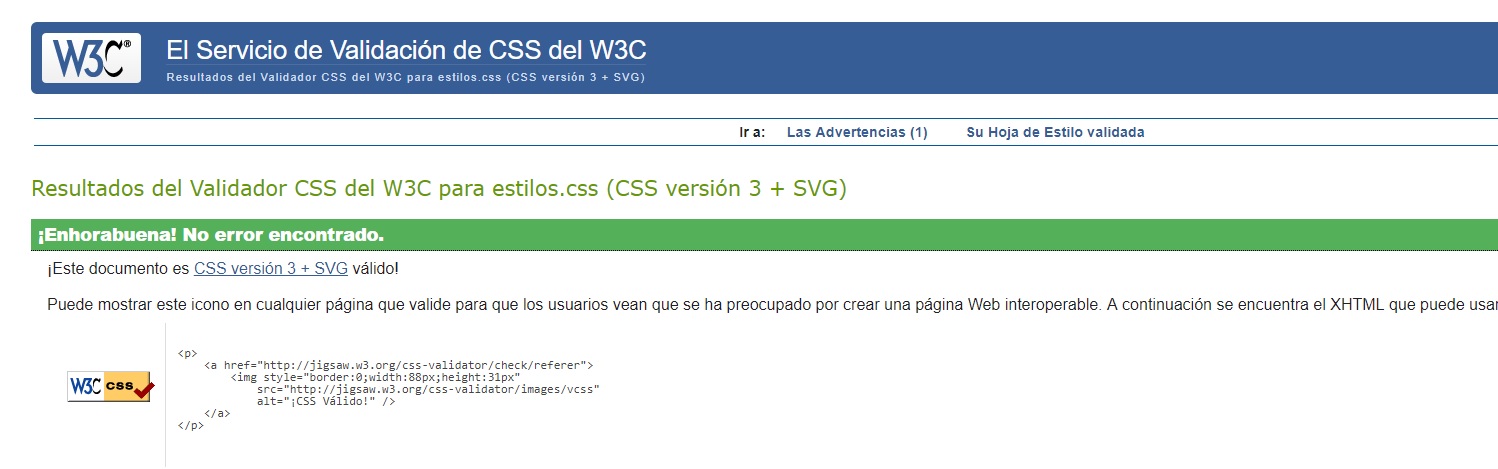 W3C®
El Servicio de Validación de CSS del W3C
Resultados del Validador CSS del W3C para estilos.css (CSS versión 3 + SVG)
Ir a: Las Advertencias (1) Su Hoja de Estilo validada
Resultados del Validador CSS del W3C para estilos.css (CSS versión 3 + SVG)
¡Enhorabuena! No error encontrado.
¡Este documento es CSS versión 3 + SVG válido!
Puede mostrar este icono en cualquier página que valide para que los usuarios vean que se ha preocupado por crear una página Web interoperable. A continuación se encuentra el XHTML que puede usar
W3C css
<p>
<a href="http://jigsaw.w3.org/css-validator/check/referer">
<img style="border:0;width:88px;height:31px"
src="http://jigsaw.w3.org/css-validator/images/vcss"
alt="¡CSS Válido!" />
</a>
</p>